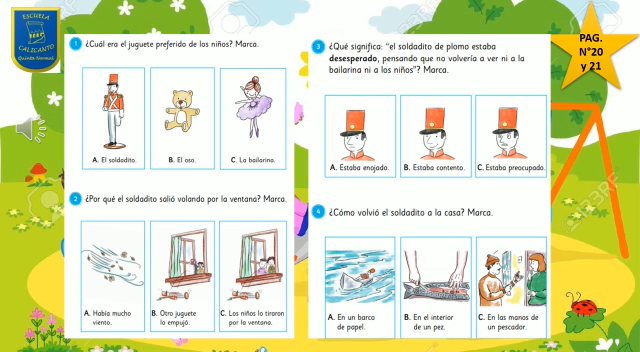 ESCUELA
CALICANTO
Quinta Normal
PAG.
N°20
y 21
1 ¿Cuál era el juguete preferido de los niños? Marca.
A. El soldadito.
B. El oso.
C. La bailarina.
2 ¿Por qué el soldadito salió volando por la ventana? Marca.
A. Había mucho
viento.
B. Otro juguete
lo empujó.
C. Los niños lo tiraron
por la ventana.
3 ¿Qué significa: "el soldadito de plomo estaba
desesperado, pensando que no volvería a ver ni a la
bailarina ni a los niños"? Marca.
A. Estaba enojado.
B. Estaba contento.
C. Estaba preocupado.
4 ¿Cómo volvió el soldadito a la casa? Marca.
A. En un barco
de papel.
B. En el interior
de un pez.
C. En las manos de
un pescador.